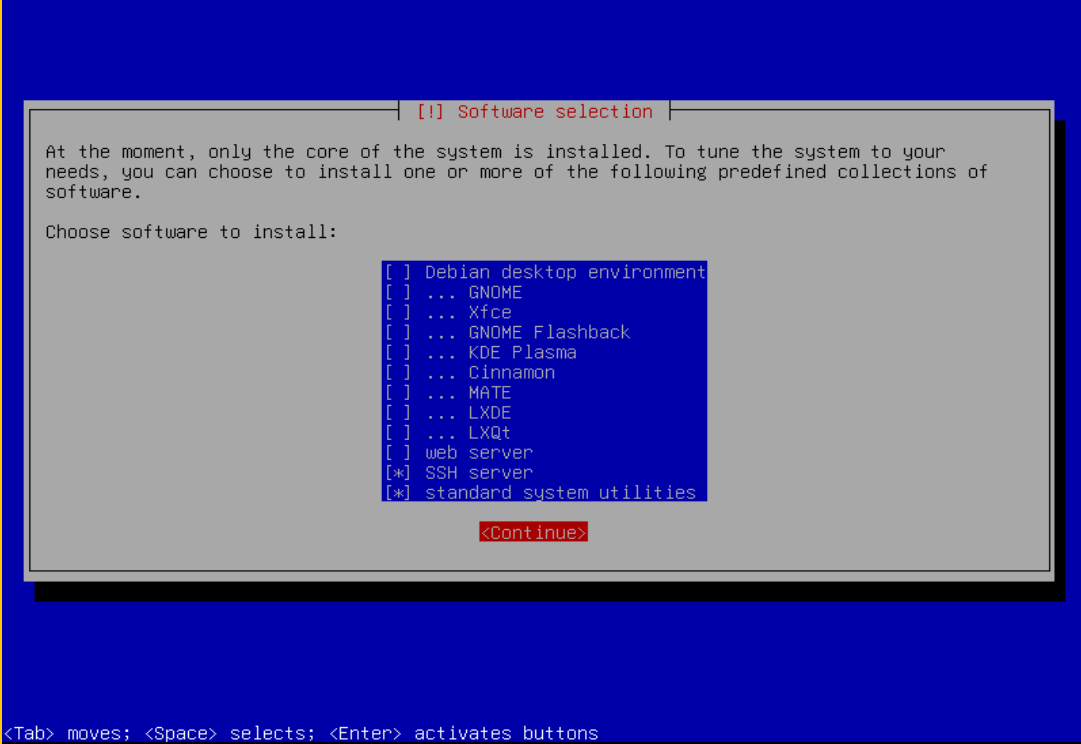 [!] Software selection
At the moment, only the core of the system is installed. To tune the system to your
needs, you can choose to install one or more of the following predefined collections of
software.
Choose software to install:
[ ] Debian desktop environment
[ ] ... GNOME
[ ] ... Xfce
[ ] ... GNOME Flashback
[ ] ... KDE Plasma
[ ] ... Cinnamon
[ ] ... MATE
[ ] ... LXDE
[ ] ... LXQt
[ ] web server
[*] SSH server
[*] standard system utilities
<Continue>
<Tab> moves; <Space> selects; <Enter> activates buttons